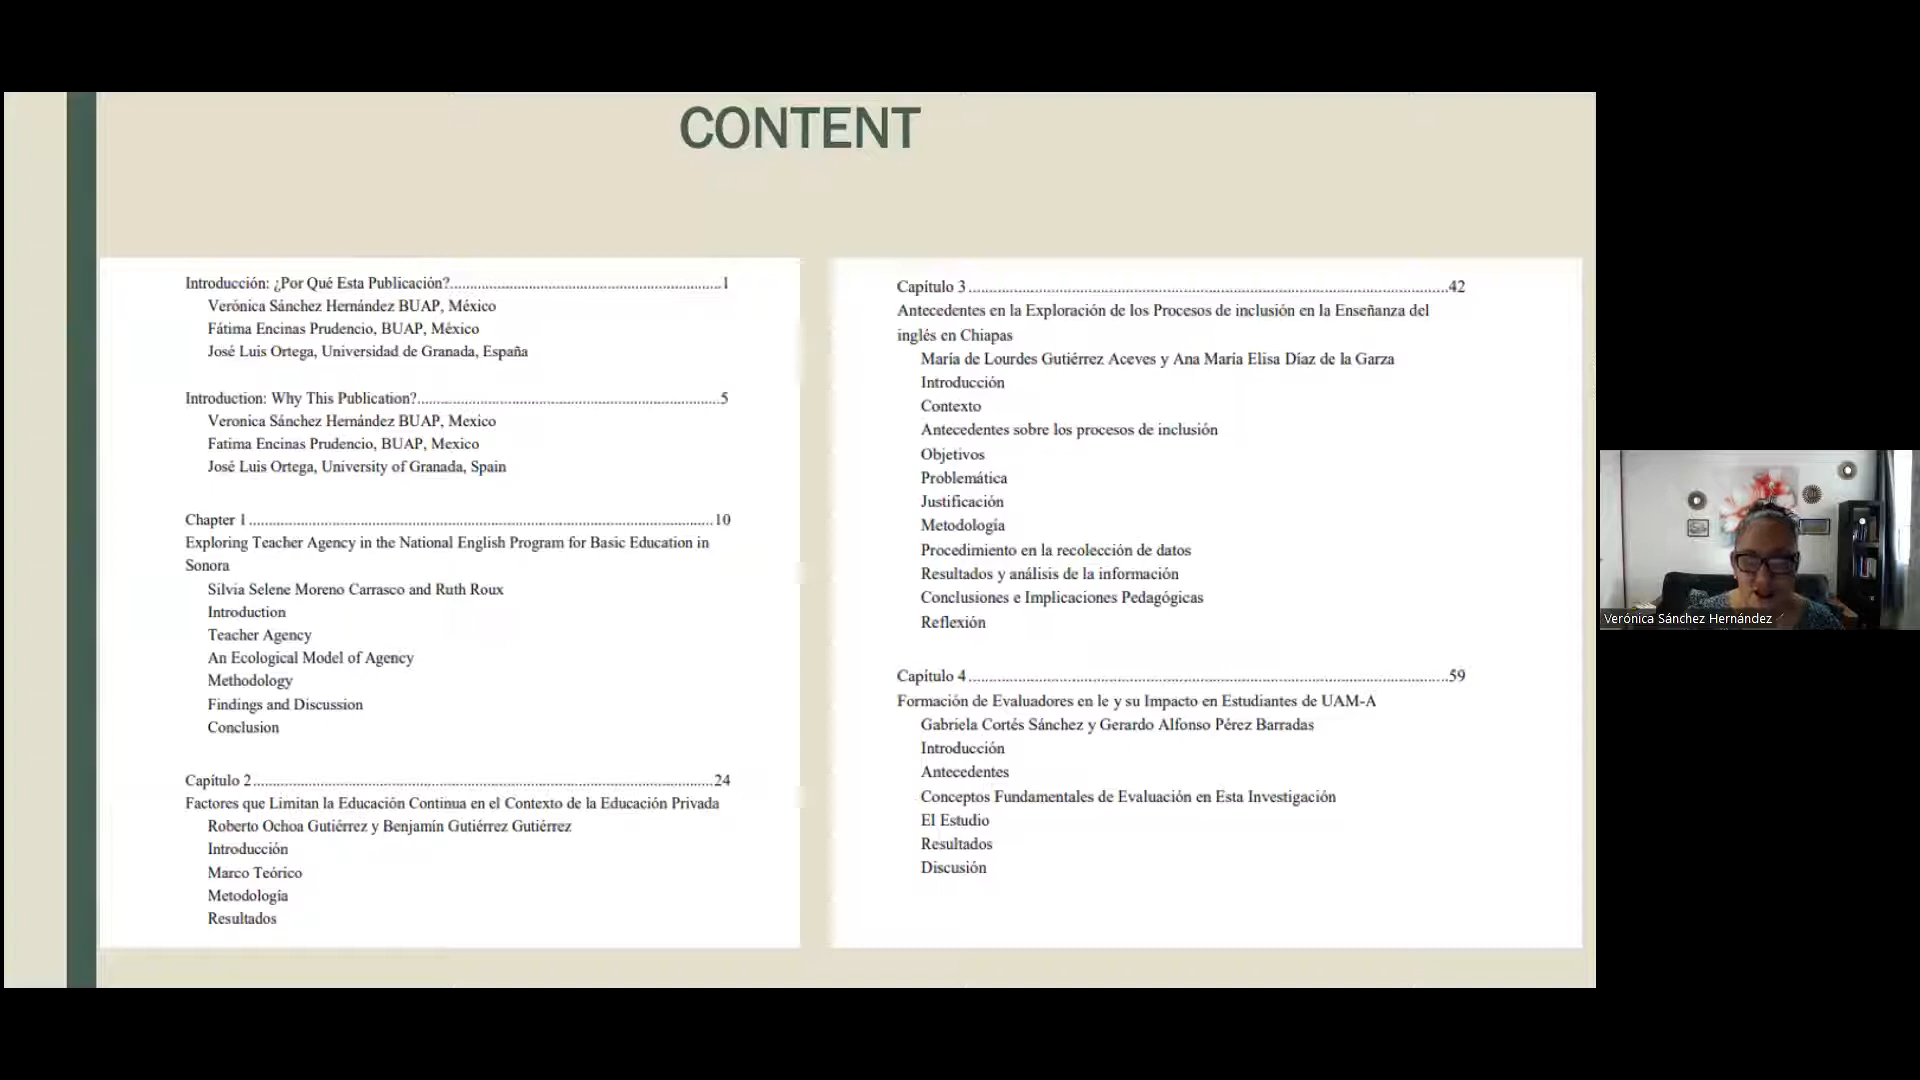 CONTENT
Introducción: ¿Por Qué Esta Publicación?..........1
Verónica Sánchez Hernández BUAP, México
Fátima Encinas Prudencio, BUAP, México
José Luis Ortega, Universidad de Granada, España
Introduction: Why This Publication?..........5
Veronica Sánchez Hernández BUAP, Mexico
Fatima Encinas Prudencio, BUAP, Mexico
José Luis Ortega, University of Granada, Spain
Chapter 1..........10
Exploring Teacher Agency in the National English Program for Basic Education in
Sonora
Silvia Selene Moreno Carrasco and Ruth Roux
Introduction
Teacher Agency
An Ecological Model of Agency
Methodology
Findings and Discussion
Conclusion
Capítulo 2..........24
Factores que Limitan la Educación Continua en el Contexto de la Educación Privada
Roberto Ochoa Gutiérrez y Benjamín Gutiérrez Gutiérrez
Introducción
Marco Teórico
Metodología
Resultados
Capítulo 3..........42
Antecedentes en la Exploración de los Procesos de inclusión en la Enseñanza del
inglés en Chiapas
María de Lourdes Gutiérrez Aceves y Ana María Elisa Díaz de la Garza
Introducción
Contexto
Antecedentes sobre los procesos de inclusión
Objetivos
Problemática
Justificación
Metodología
Procedimiento en la recolección de datos
Resultados y análisis de la información
Conclusiones e Implicaciones Pedagógicas
Reflexión
Capítulo 4..........59
Formación de Evaluadores en le y su Impacto en Estudiantes de UAM-A
Gabriela Cortés Sánchez y Gerardo Alfonso Pérez Barradas
Introducción
Antecedentes
Conceptos Fundamentales de Evaluación en Esta Investigación
El Estudio
Resultados
Discusión
Verónica Sánchez Hernández